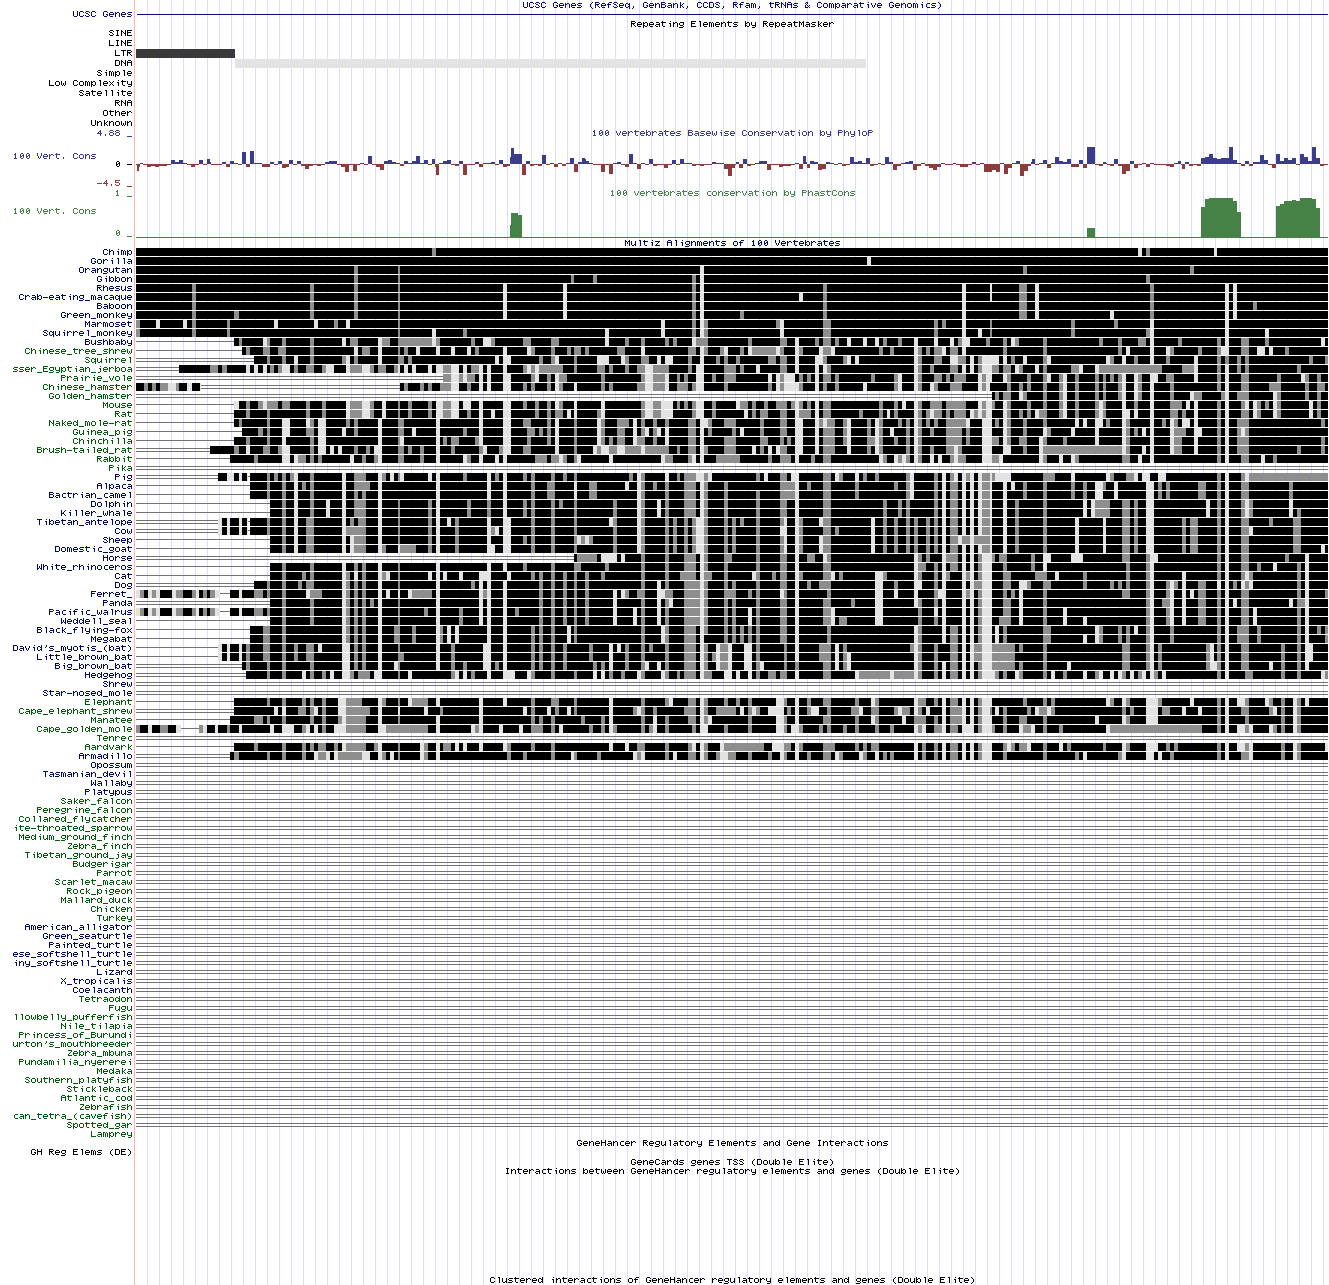 UCSC Genes (RefSeq, GenBank, CCDS, Rfam, tRNAs & Comparative Genomics)
UCSC Genes
Repeating Elements by RepeatMasker
SINE
LINE
LTR
DNA
Simple
Low Complexity
Satellite
RNA
Other
Unknown
4.88 _
100 vertebrates Basewise Conservation by PhyloP
100 Vert. Cons
0 -
-4.5 _
100 vertebrates conservation by PhastCons
1 _
100 Vert. Cons
0 _
Multiz Alignments of 100 Vertebrates
Chimp
Gorilla
Orangutan
Gibbon
Rhesus
Crab-eating_macaque
Baboon
Green_monkey
Marmoset
Squirrel_monkey
Bushbaby
Chinese_tree_shrew
Squirrel
sser_Egyptian_jerboa
Prairie_vole
Chinese_hamster
Golden_hamster
Mouse
Rat
Naked_mole-rat
Guinea_pig
Chinchilla
Brush-tailed_rat
Rabbit
Pika
Pig
Alpaca
Bactrian_camel
Dolphin
Killer_whale
Tibetan_antelope
Cow
Sheep
Domestic_goat
Horse
White_rhinoceros
Cat
Dog
Ferret_
Panda
Pacific_walrus
Weddell_seal
Black_flying-fox
Megabat
David's_myotis_(bat)
Little_brown_bat
Big_brown_bat
Hedgehog
Shrew
Star-nosed_mole
Elephant
Cape_elephant_shrew
Manatee
Cape_golden_mole
Tenrec
Aardvark
Armadillo
Opossum
Tasmanian_devil
Wallaby
Platypus
Saker_falcon
Peregrine_falcon
Collared_flycatcher
ite-throated_sparrow
Medium_ground_finch
Zebra_finch
Tibetan_ground_jay
Budgerigar
Parrot
Scarlet_macaw
Rock_pigeon
Mallard_duck
Chicken
Turkey
American_alligator
Green_seaturtle
Painted_turtle
ese_softshell_turtle
iny_softshell_turtle
Lizard
X_tropicalis
Coelacanth
Tetraodon
Fugu
llowbelly_pufferfish
Nile_tilapia
Princess_of_Burundi
urton's_mouthbreeder
Zebra_mbuna
Pundamilia_nyererei
Medaka
Southern_platyfish
Stickleback
Atlantic_cod
Zebrafish
can_tetra_(cavefish)
Spotted_gar
Lamprey
GeneHancer Regulatory Elements and Gene Interactions
GH Reg Elems (DE)
GeneCards genes TSS (Double Elite)
Interactions between GeneHancer regulatory elements and genes (Double Elite)
Clustered interactions of GeneHancer regulatory elements and genes (Double Elite)